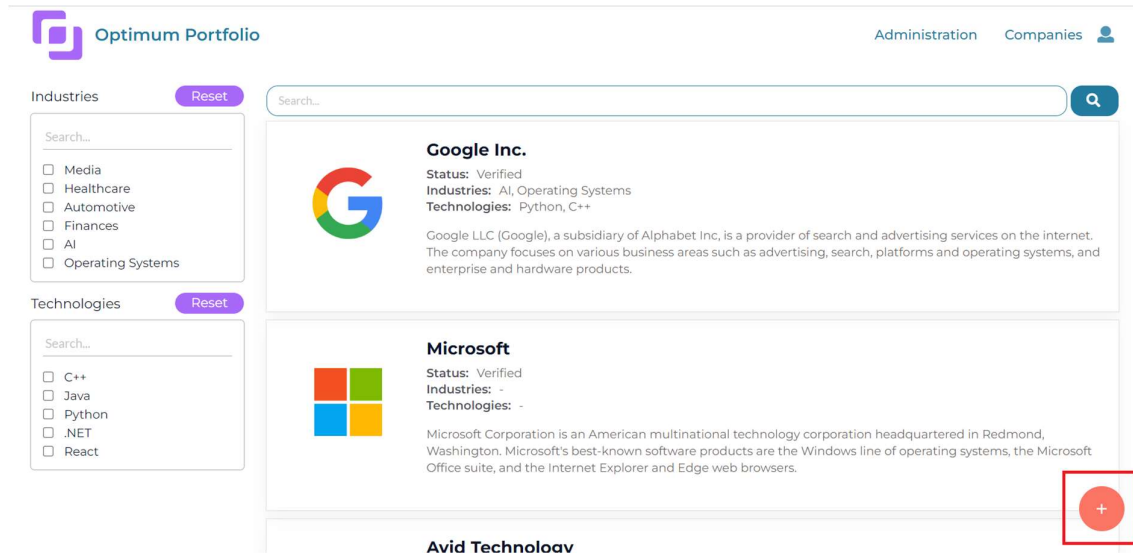 Optimum Portfolio
Administration
Companies
Industries
Reset
Search...
Media
Healthcare
Automotive
Finances
AI
Operating Systems
Technologies
Reset
Search...
C++
Java
Python
.NET
React
Search...
Google Inc.
Status: Verified
Industries: AI, Operating Systems
Technologies: Python, C++
Google LLC (Google), a subsidiary of Alphabet Inc, is a provider of search and advertising services on the internet.
The company focuses on various business areas such as advertising, search, platforms and operating systems, and
enterprise and hardware products.
Microsoft
Status: Verified
Industries: -
Technologies: -
Microsoft Corporation is an American multinational technology corporation headquartered in Redmond,
Washington. Microsoft's best-known software products are the Windows line of operating systems, the Microsoft
Office suite, and the Internet Explorer and Edge web browsers.
+
Avid Technology